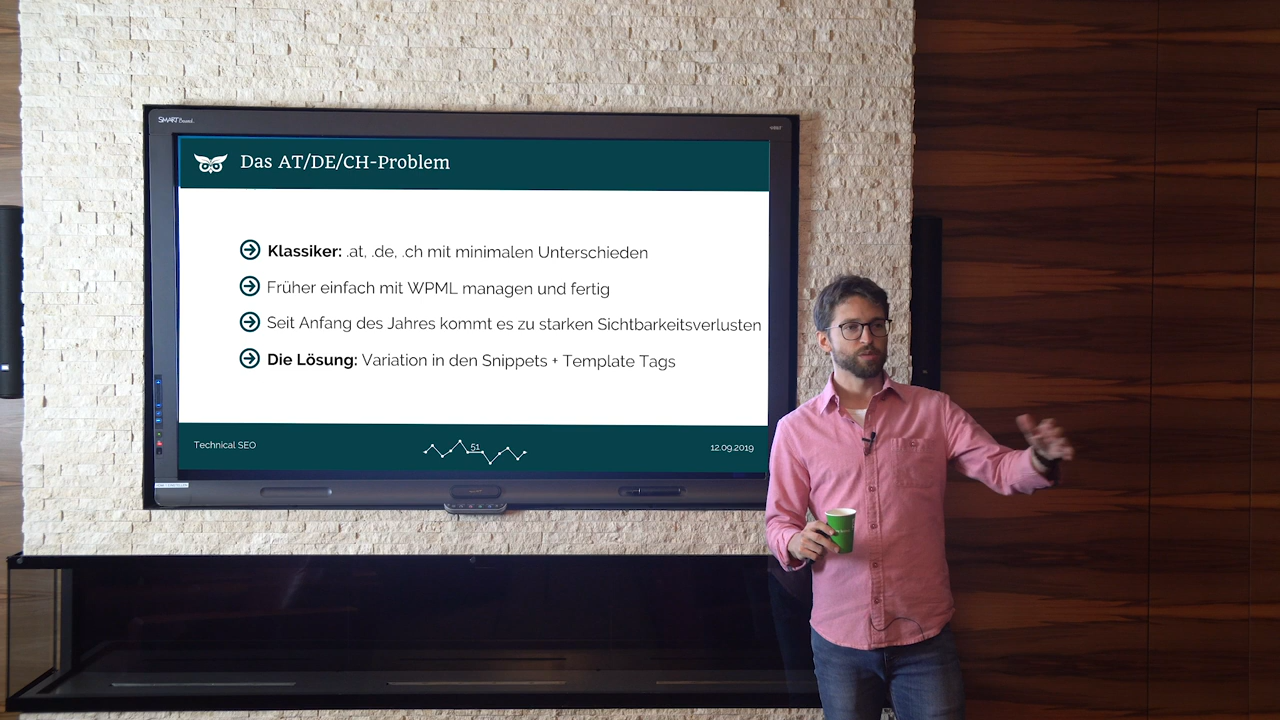 SMART Board
Das AT/DE/CH-Problem
Klassiker: .at, .de, .ch mit minimalen Unterschieden
Früher einfach mit WPML managen und fertig
Seit Anfang des Jahres kommt es zu starken Sichtbarkeitsverlusten
Die Lösung: Variation in den Snippets + Template Tags
Technical SEO
51
12.09.2019